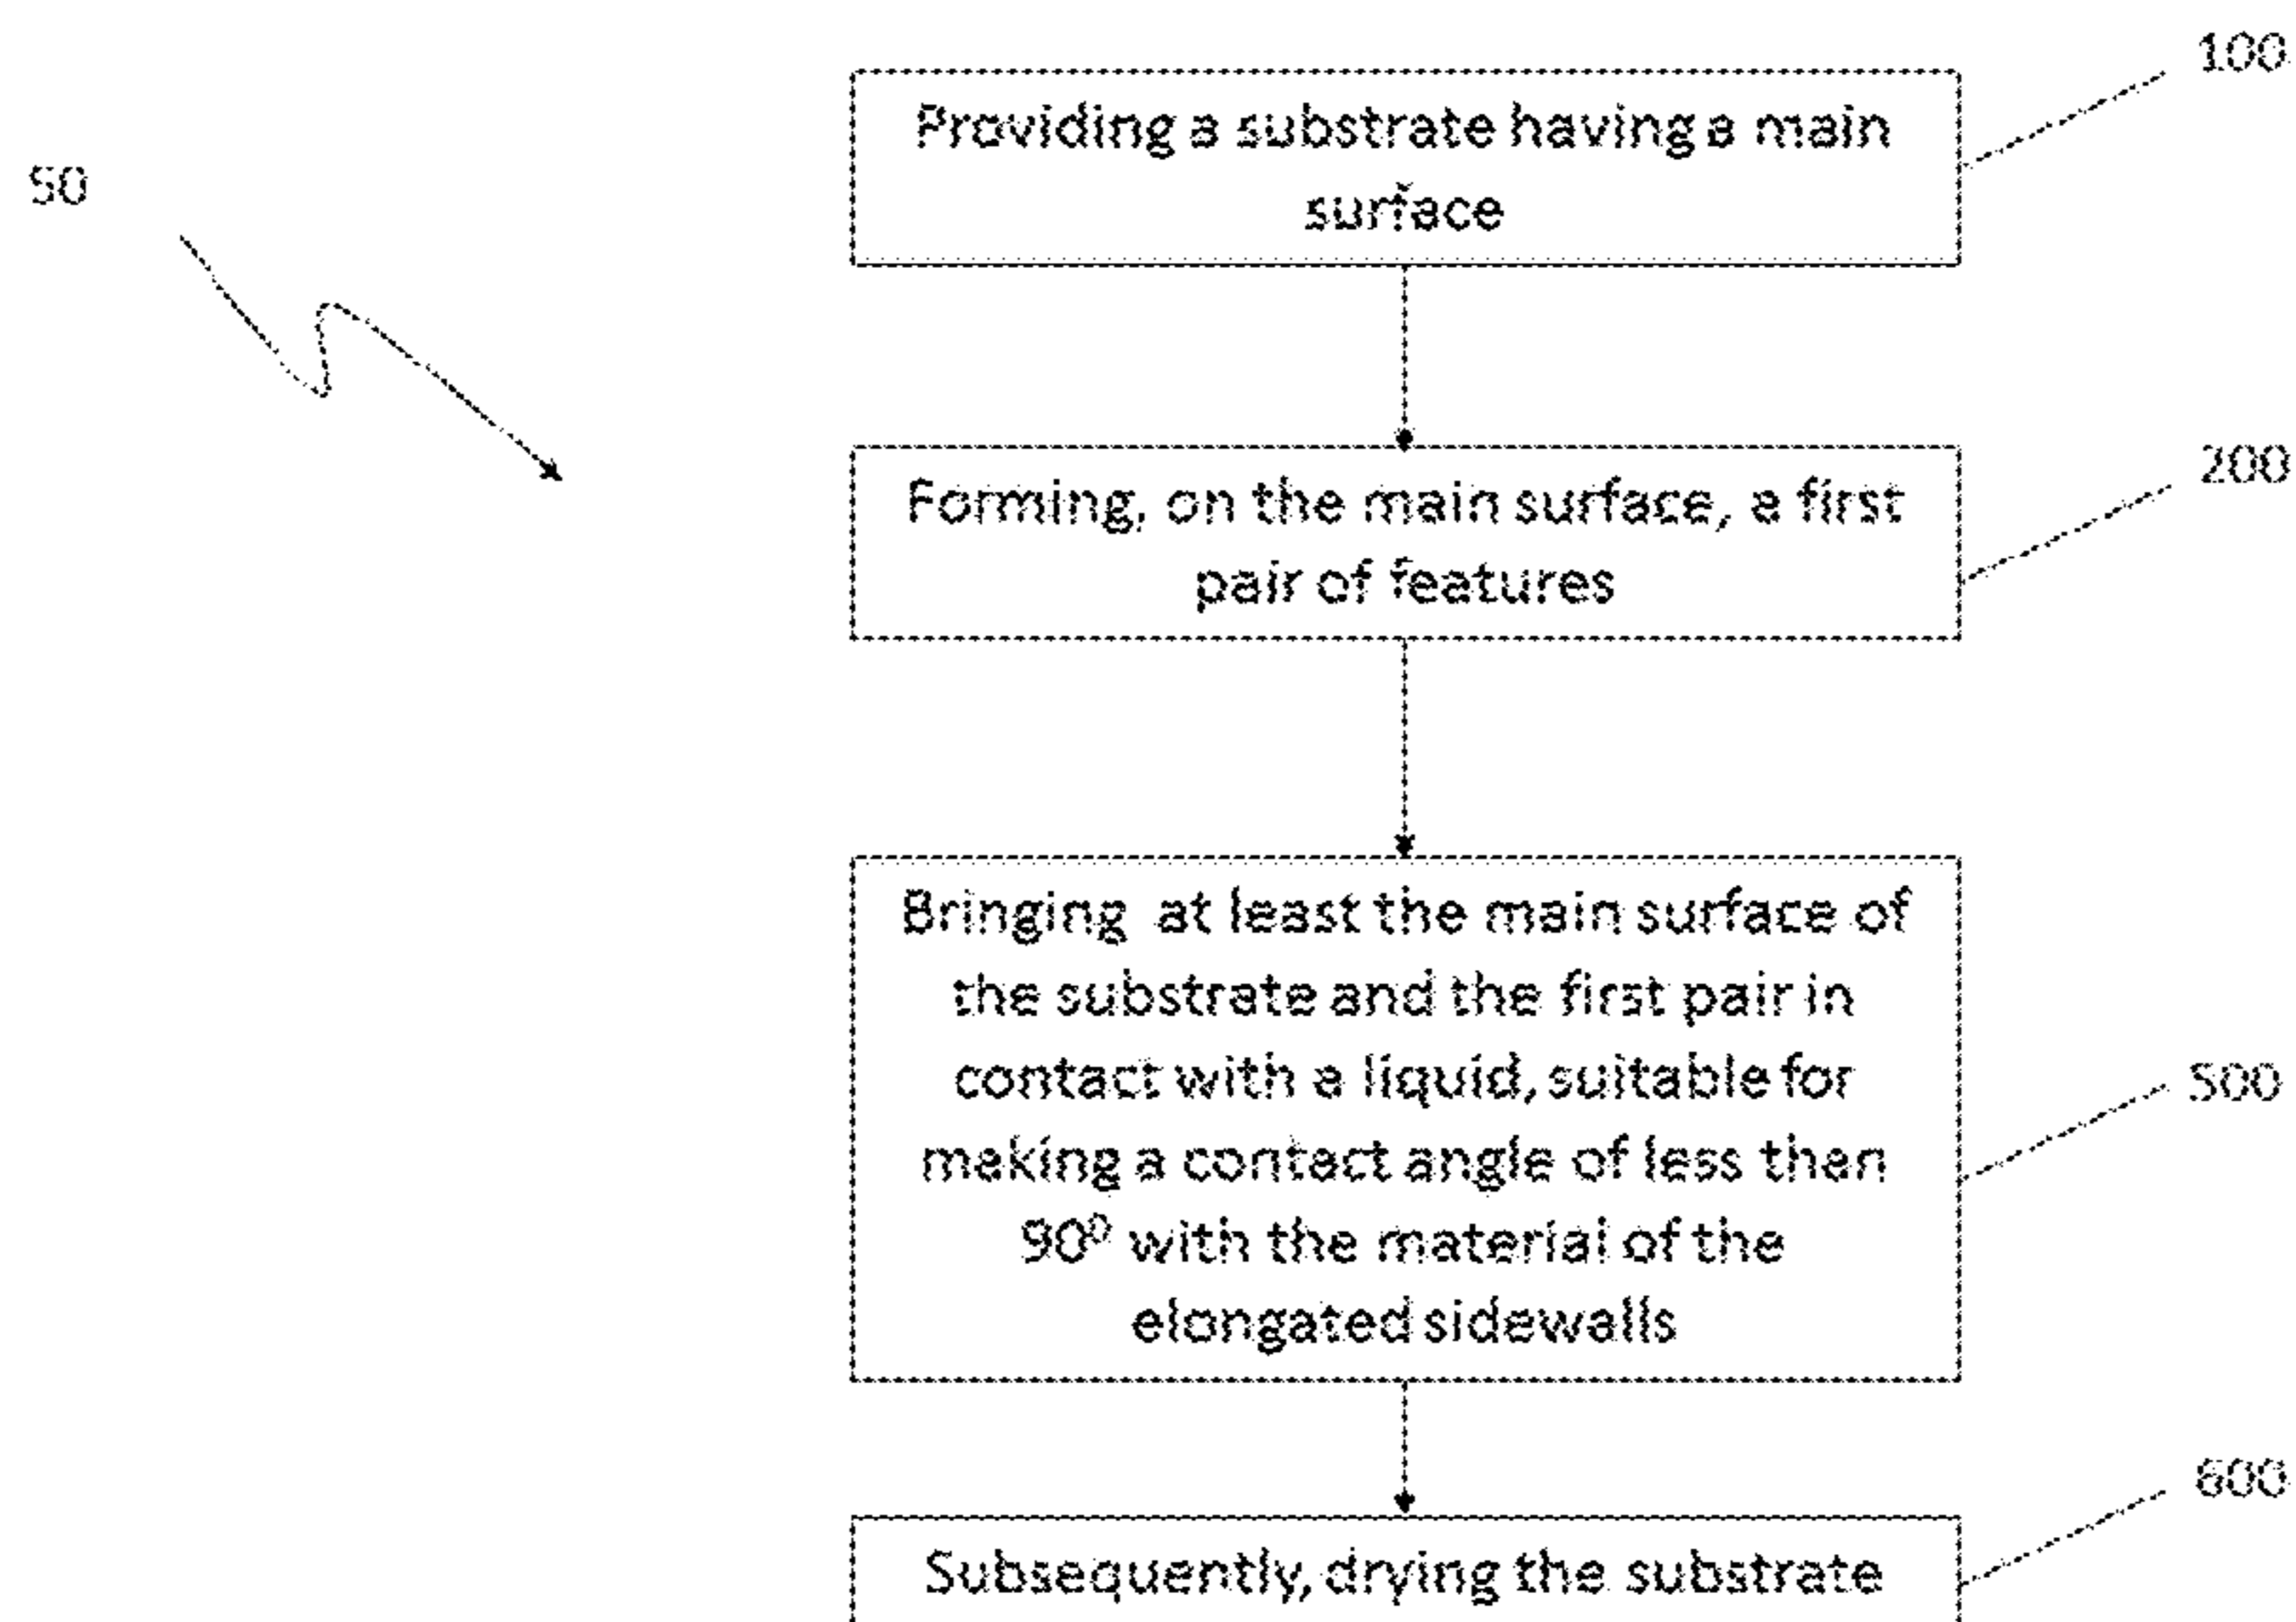 100
Providing a substrate having a main
surface
50
200
Forming, on the main surface, a first
pair of features
Bringing at least the main surface of
the substrate and the first pair in
contact with a liquid, suitable for
500
making a contact angle of less than
90⁰ with the material of the
elongated sidewalls
600
Subsequently, drying the substrate